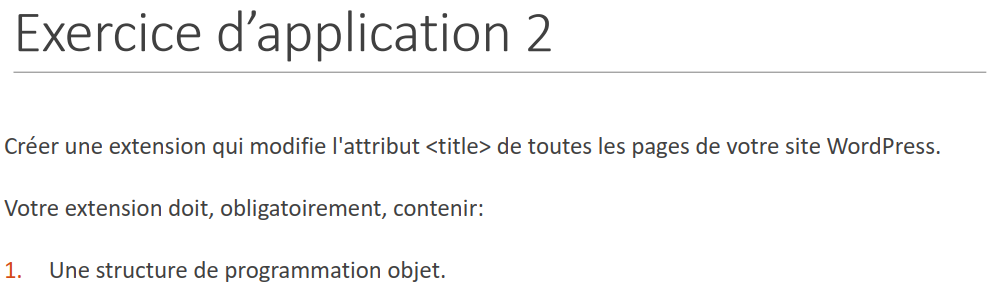 Exercice d’application 2
Créer une extension qui modifie l'attribut <title> de toutes les pages de votre site WordPress.
Votre extension doit, obligatoirement, contenir:
1. Une structure de programmation objet.